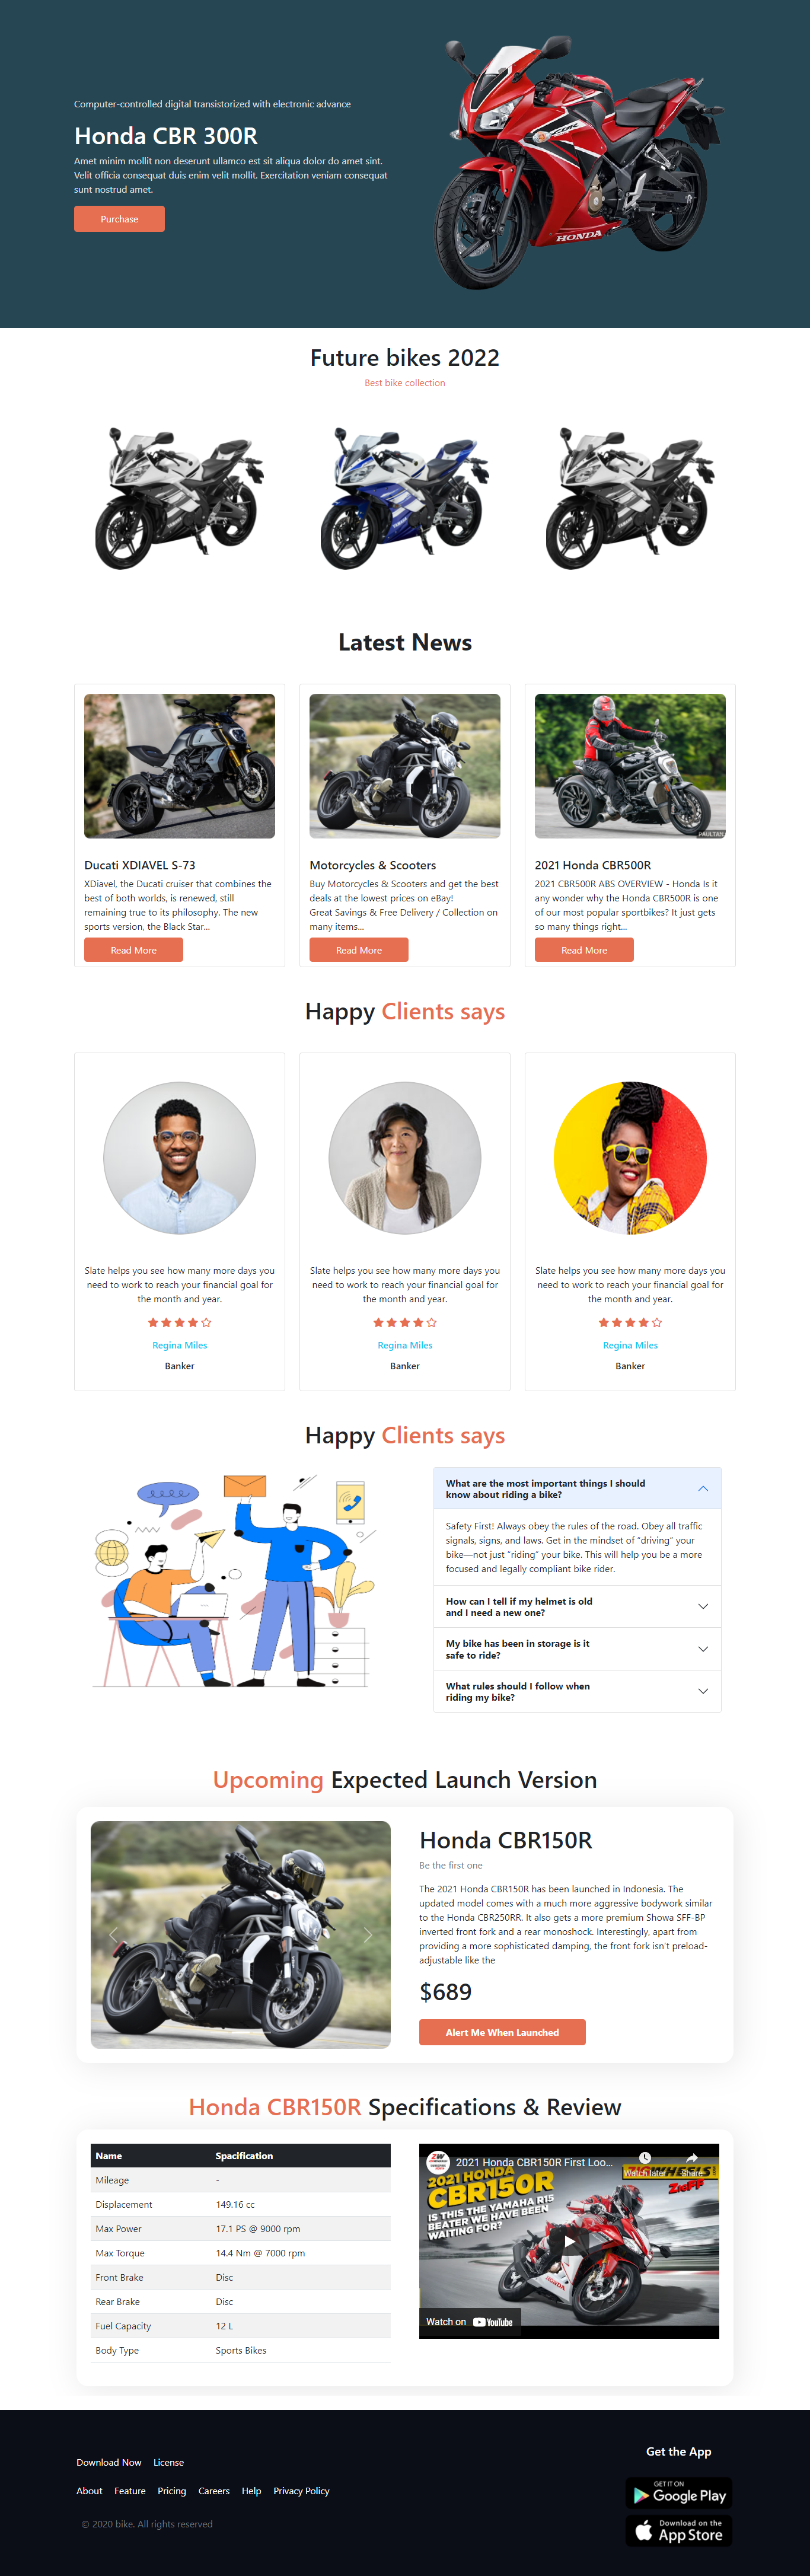 Computer-controlled digital transistorized with electronic advance
Honda CBR 300R
Amet minim mollit non deserunt ullamco est sit aliqua dolor do amet sint.
Velit officia consequat duis enim velit mollit. Exercitation veniam consequat
sunt nostrud amet.
Purchase
HONDA
Future bikes 2022
Best bike collection
Latest News
PAULTAN
Ducati XDIAVEL S-73
XDiavel, the Ducati cruiser that combines the
best of both worlds, is renewed, still
remaining true to its philosophy. The new
sports version, the Black Star...
Read More
Motorcycles & Scooters
Buy Motorcycles & Scooters and get the best
deals at the lowest prices on eBay!
Great Savings & Free Delivery / Collection on
many items...
Read More
2021 Honda CBR500R
2021 CBR500R ABS OVERVIEW - Honda Is it
any wonder why the Honda CBR500R is one
of our most popular sportbikes? It just gets
so many things right...
Read More
Happy Clients says
Slate helps you see how many more days you
need to work to reach your financial goal for
the month and year.
Regina Miles
Banker
Slate helps you see how many more days you
need to work to reach your financial goal for
the month and year.
Regina Miles
Banker
Slate helps you see how many more days you
need to work to reach your financial goal for
the month and year.
Regina Miles
Banker
Happy Clients says
What are the most important things I should
know about riding a bike?
Safety First! Always obey the rules of the road. Obey all traffic
signals, signs, and laws. Get in the mindset of “driving” your
bike—not just “riding” your bike. This will help you be a more
focused and legally compliant bike rider.
How can I tell if my helmet is old
and I need a new one?
My bike has been in storage is it
safe to ride?
What rules should I follow when
riding my bike?
Upcoming Expected Launch Version
Honda CBR150R
Be the first one
The 2021 Honda CBR150R has been launched in Indonesia. The
updated model comes with a much more aggressive bodywork similar
to the Honda CBR250RR. It also gets a more premium Showa SFF-BP
inverted front fork and a rear monoshock. Interestingly, apart from
providing a more sophisticated damping, the front fork isn't preload-
adjustable like the
$689
Alert Me When Launched
Honda CBR150R Specifications & Review
Name Spacification
Mileage -
Displacement 149.16 cc
Max Power 17.1 PS @ 9000 rpm
Max Torque 14.4 Nm @ 7000 rpm
Front Brake Disc
Rear Brake Disc
Fuel Capacity 12 L
Body Type Sports Bikes
2021 Honda CBR150R First Loo...
Watch later Share
2021 HONDA
CBR150R
IS THIS THE YAMAHA R15
BEATER WE HAVE BEEN
WAITING FOR?
ZigFF
Watch on YouTube
Download Now License
About Feature Pricing Careers Help Privacy Policy
© 2020 bike. All rights reserved
Get the App
GET IT ON
Google Play
Download on the
App Store